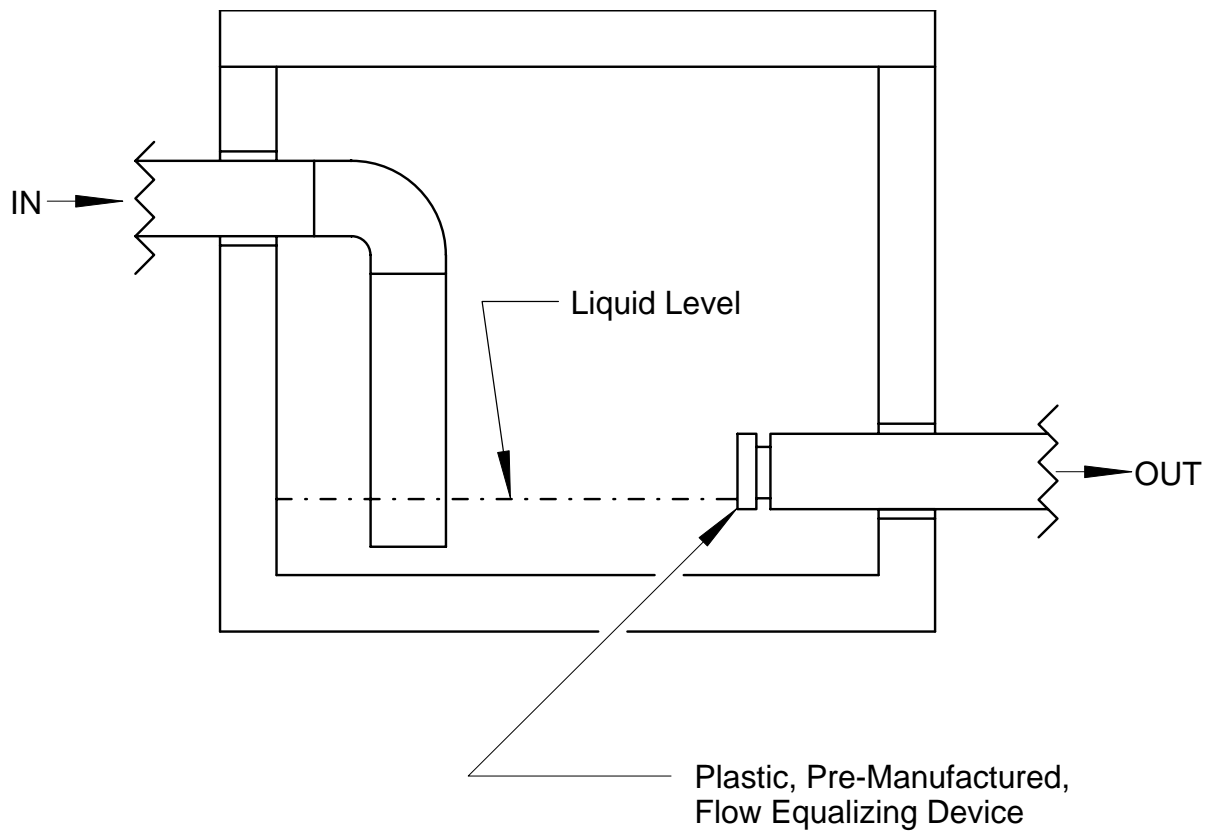 IN
Liquid Level
OUT
Plastic, Pre-Manufactured,
Flow Equalizing Device